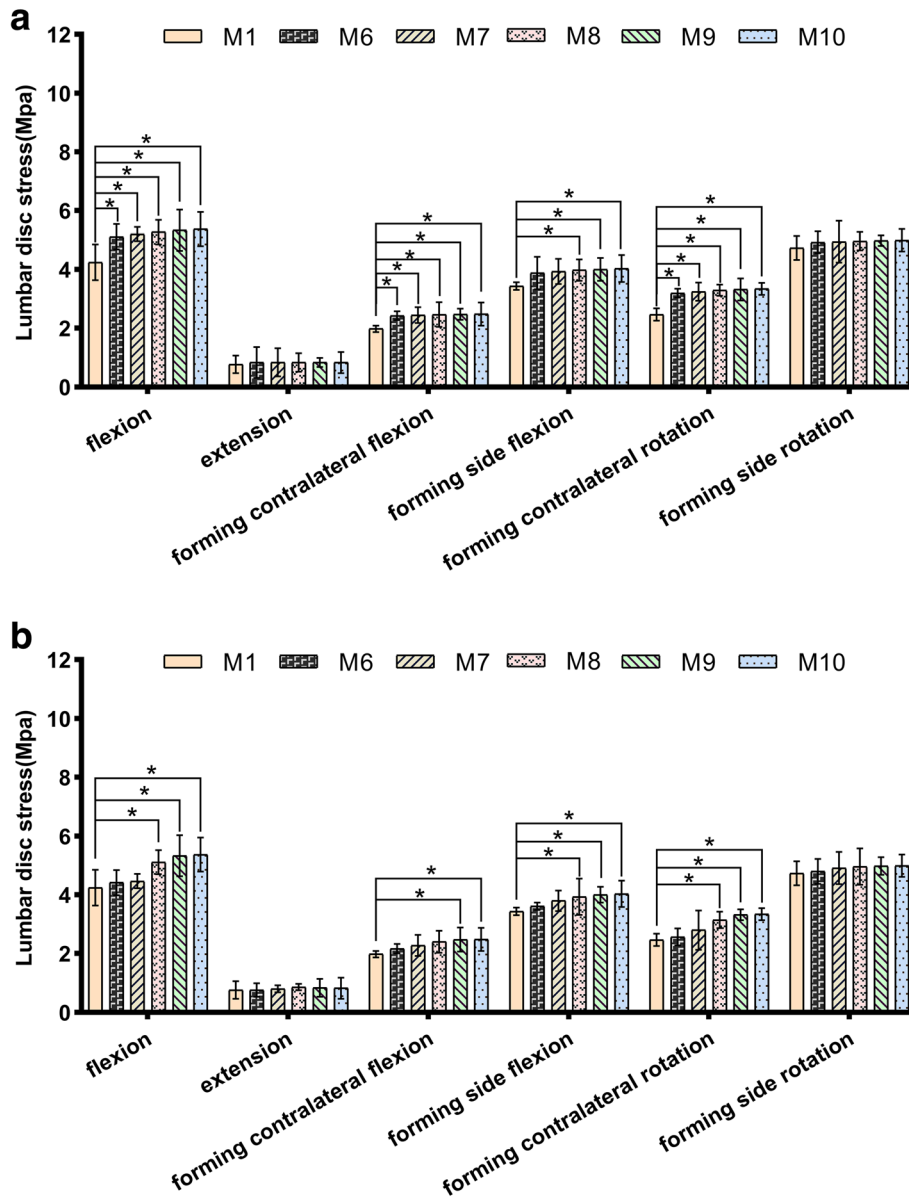 a
M1 M6 M7 M8 M9 M10
Lumbar disc stress(Mpa)
12
10
8
6
4
2
0
* * * * *
* * * * *
* * *
* * * * *
flexion
extension
forming contralateral flexion
forming side flexion
forming contralateral rotation
forming side rotation
b
M1 M6 M7 M8 M9 M10
Lumbar disc stress(Mpa)
12
10
8
6
4
2
0
* * *
* *
* * *
* * *
flexion
extension
forming contralateral flexion
forming side flexion
forming contralateral rotation
forming side rotation